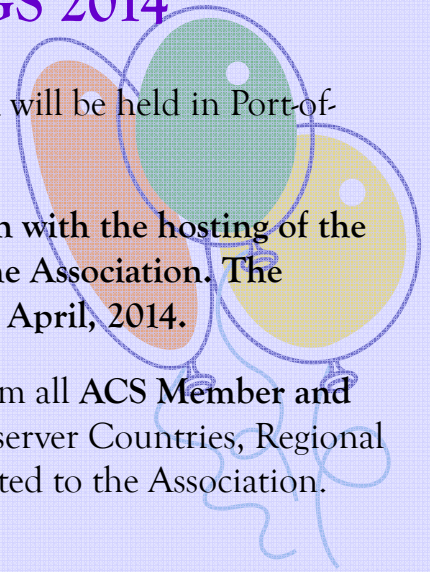 GS 2014
will be held in Port-of-
n with the hosting of the
ne Association. The
April, 2014.
m all ACS Member and
server Countries, Regional
ted to the Association.